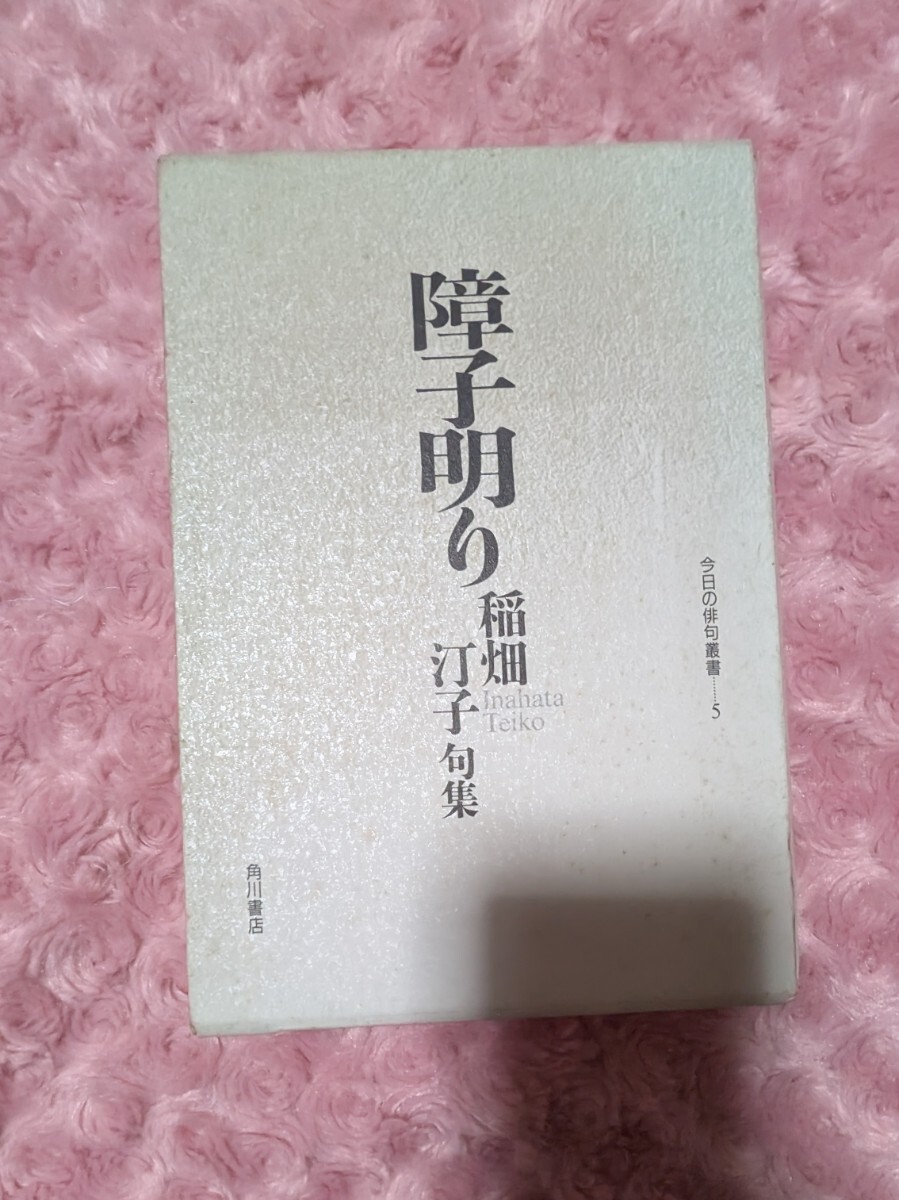 今日の俳句叢書……5
障子明り
稲畑
汀子 句集
Inahata
Teiko
角川書店